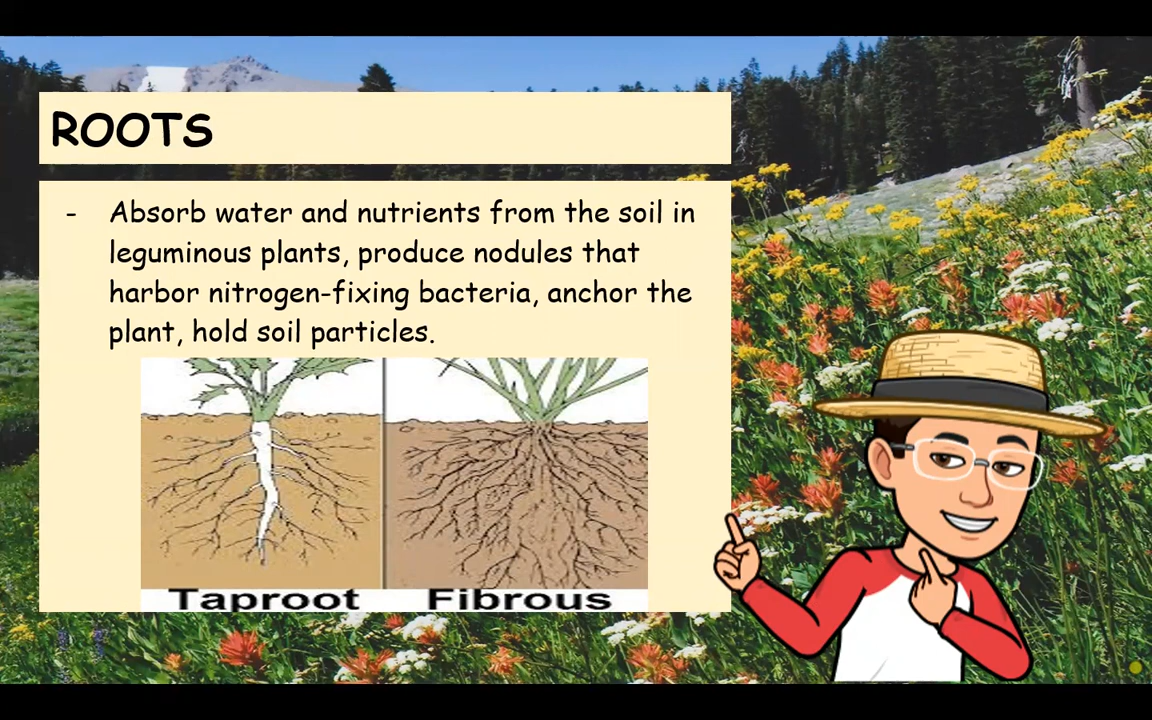 ROOTS
- Absorb water and nutrients from the soil in
leguminous plants, produce nodules that
harbor nitrogen-fixing bacteria, anchor the
plant, hold soil particles.
Taproot Fibrous